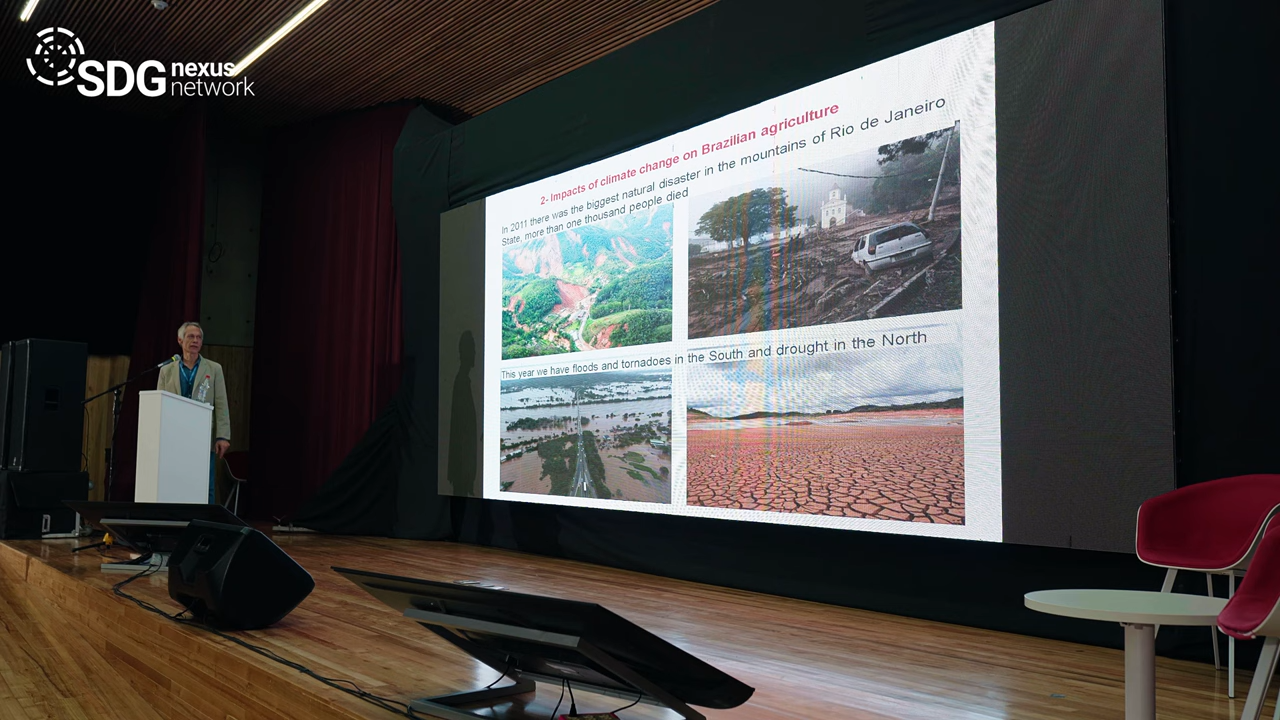 SDG nexus
network
2- Impacts of climate change on Brazilian agriculture
In 2011 there was the biggest natural disaster in the mountains of Rio de Janeiro
State, more than one thousand people died
This year we have floods and tornadoes in the South and drought in the North